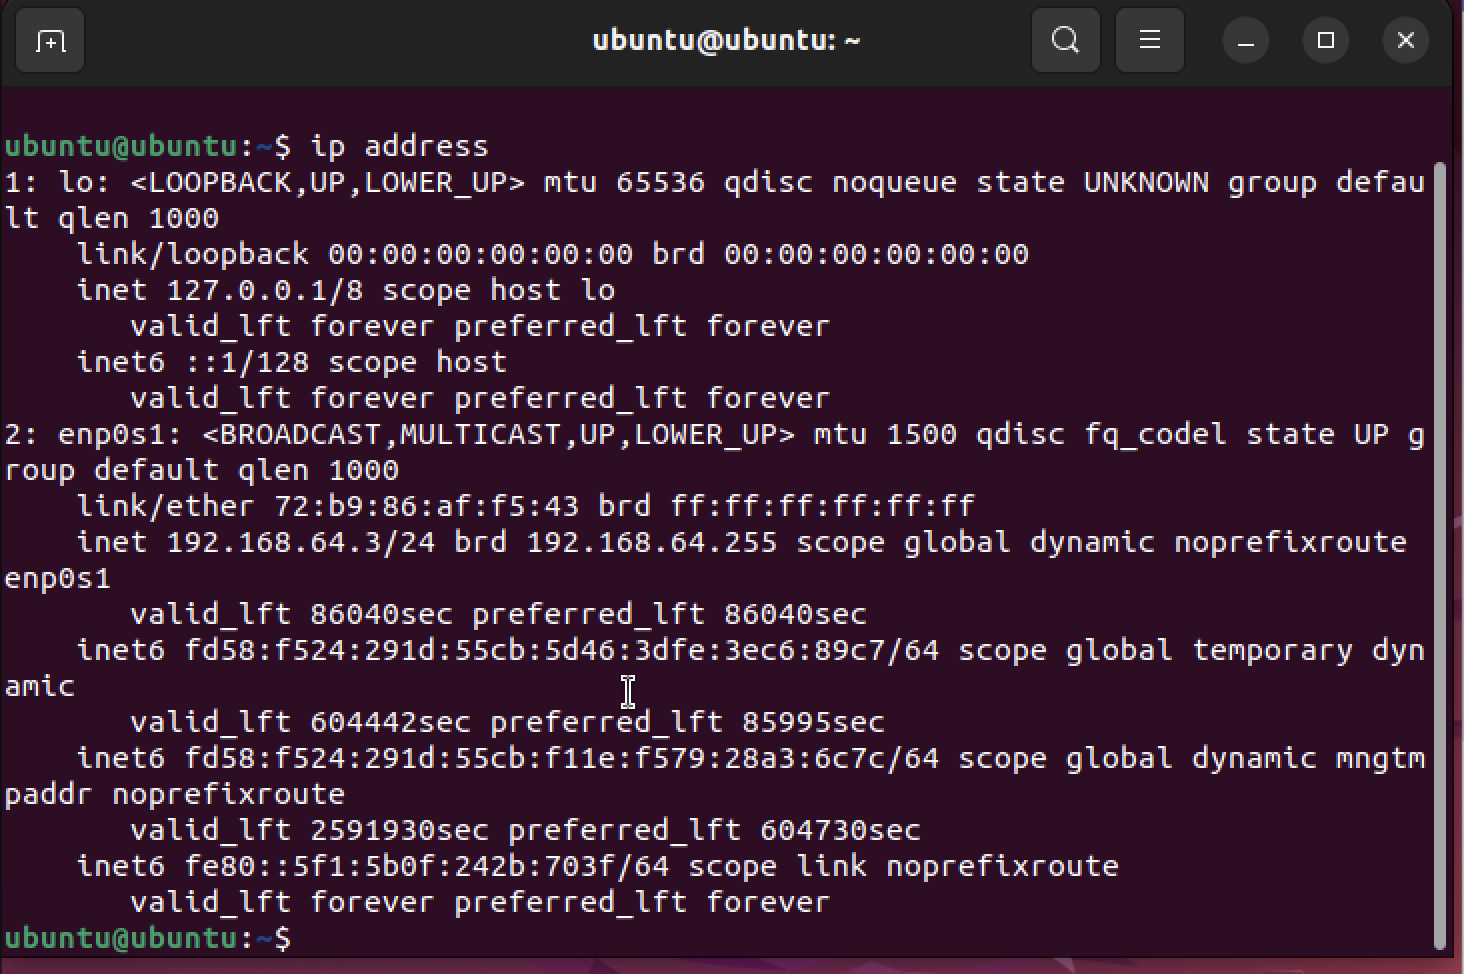 ubuntu@ubuntu: ~
ubuntu@ubuntu:~$ ip address
1: lo: <LOOPBACK,UP,LOWER_UP> mtu 65536 qdisc noqueue state UNKNOWN group defau
lt qlen 1000
    link/loopback 00:00:00:00:00:00 brd 00:00:00:00:00:00
    inet 127.0.0.1/8 scope host lo
       valid_lft forever preferred_lft forever
    inet6 ::1/128 scope host
       valid_lft forever preferred_lft forever
2: enp0s1: <BROADCAST,MULTICAST,UP,LOWER_UP> mtu 1500 qdisc fq_codel state UP g
roup default qlen 1000
    link/ether 72:b9:86:af:f5:43 brd ff:ff:ff:ff:ff:ff
    inet 192.168.64.3/24 brd 192.168.64.255 scope global dynamic noprefixroute
enp0s1
       valid_lft 86040sec preferred_lft 86040sec
    inet6 fd58:f524:291d:55cb:5d46:3dfe:3ec6:89c7/64 scope global temporary dyn
amic
       valid_lft 604442sec preferred_lft 85995sec
    inet6 fd58:f524:291d:55cb:f11e:f579:28a3:6c7c/64 scope global dynamic mngtm
paddr noprefixroute
       valid_lft 2591930sec preferred_lft 604730sec
    inet6 fe80::5f1:5b0f:242b:703f/64 scope link noprefixroute
       valid_lft forever preferred_lft forever
ubuntu@ubuntu:~$